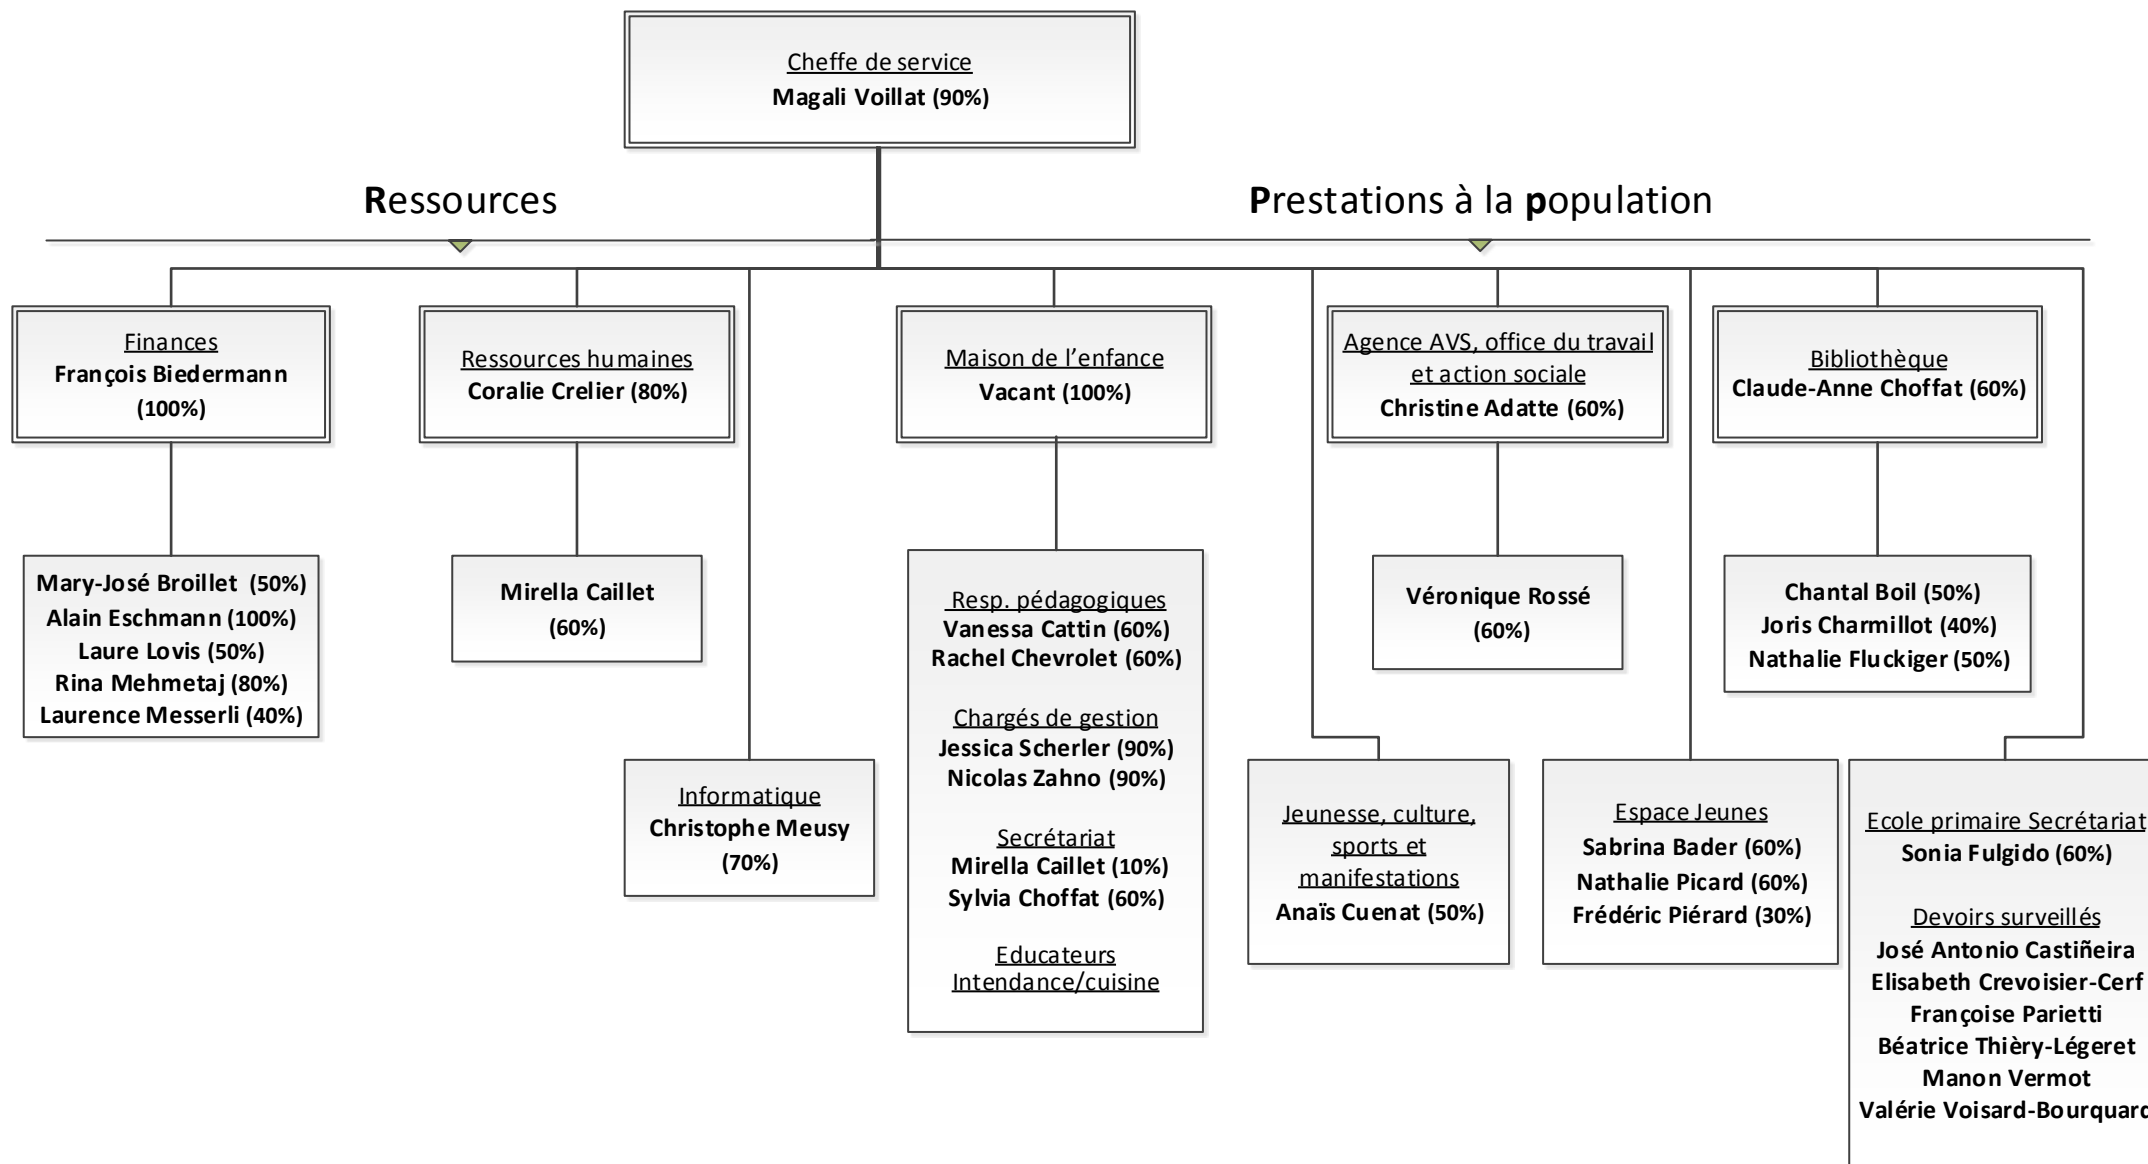 Cheffe de service
Magali Voillat (90%)
Ressources
Prestations à la population
Finances
François Biedermann
(100%)
Ressources humaines
Coralie Crelier (80%)
Maison de l’enfance
Vacant (100%)
Agence AVS, office du travail
et action sociale
Christine Adatte (60%)
Bibliothèque
Claude-Anne Choffat (60%)
Mary-José Broillet (50%)
Alain Eschmann (100%)
Laure Lovis (50%)
Rina Mehmetaj (80%)
Laurence Messerli (40%)
Mirella Caillet
(60%)
Resp. pédagogiques
Vanessa Cattin (60%)
Rachel Chevrolet (60%)
Chargés de gestion
Jessica Scherler (90%)
Nicolas Zahno (90%)
Secrétariat
Mirella Caillet (10%)
Sylvia Choffat (60%)
Educateurs
Intendance/cuisine
Véronique Rossé
(60%)
Chantal Boil (50%)
Joris Charmillot (40%)
Nathalie Fluckiger (50%)
Informatique
Christophe Meusy
(70%)
Jeunesse, culture,
sports et
manifestations
Anaïs Cuenat (50%)
Espace Jeunes
Sabrina Bader (60%)
Nathalie Picard (60%)
Frédéric Piérard (30%)
Ecole primaire Secrétariat
Sonia Fulgido (60%)
Devoirs surveillés
José Antonio Castiñeira
Elisabeth Crevoisier-Cerf
Françoise Parietti
Béatrice Thièry-Légeret
Manon Vermot
Valérie Voisard-Bourquard